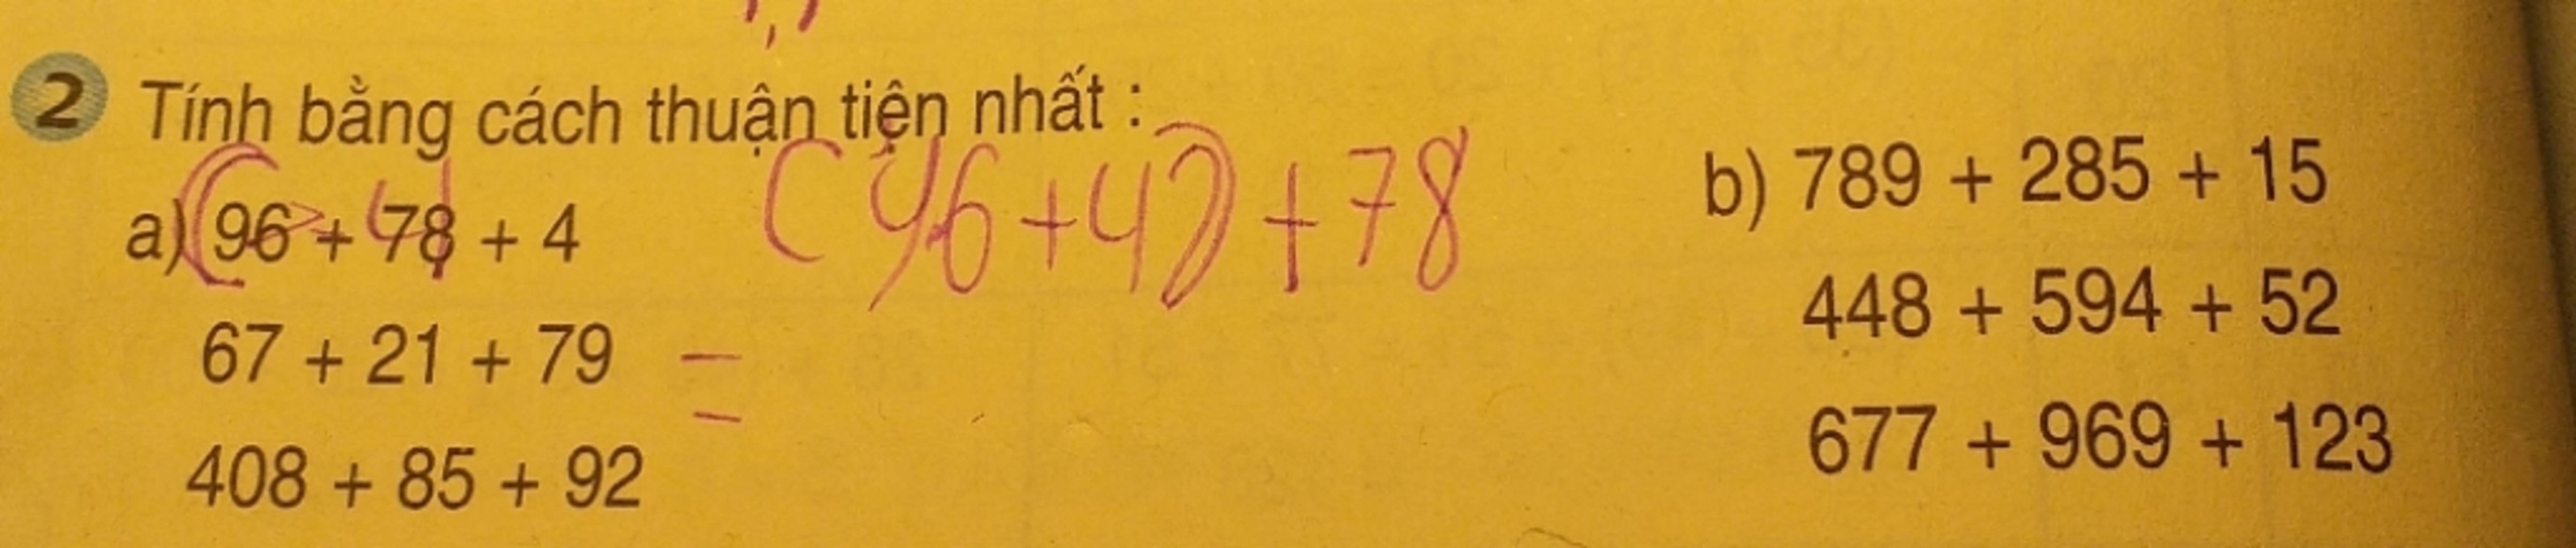 2 Tính bằng cách thuận tiện nhất :
a) 96 + 78 + 4 (96 + 4) + 78
67 + 21 + 79 =
=
408 + 85 + 92
b) 789 + 285 + 15
448 + 594 + 52
677 + 969 + 123